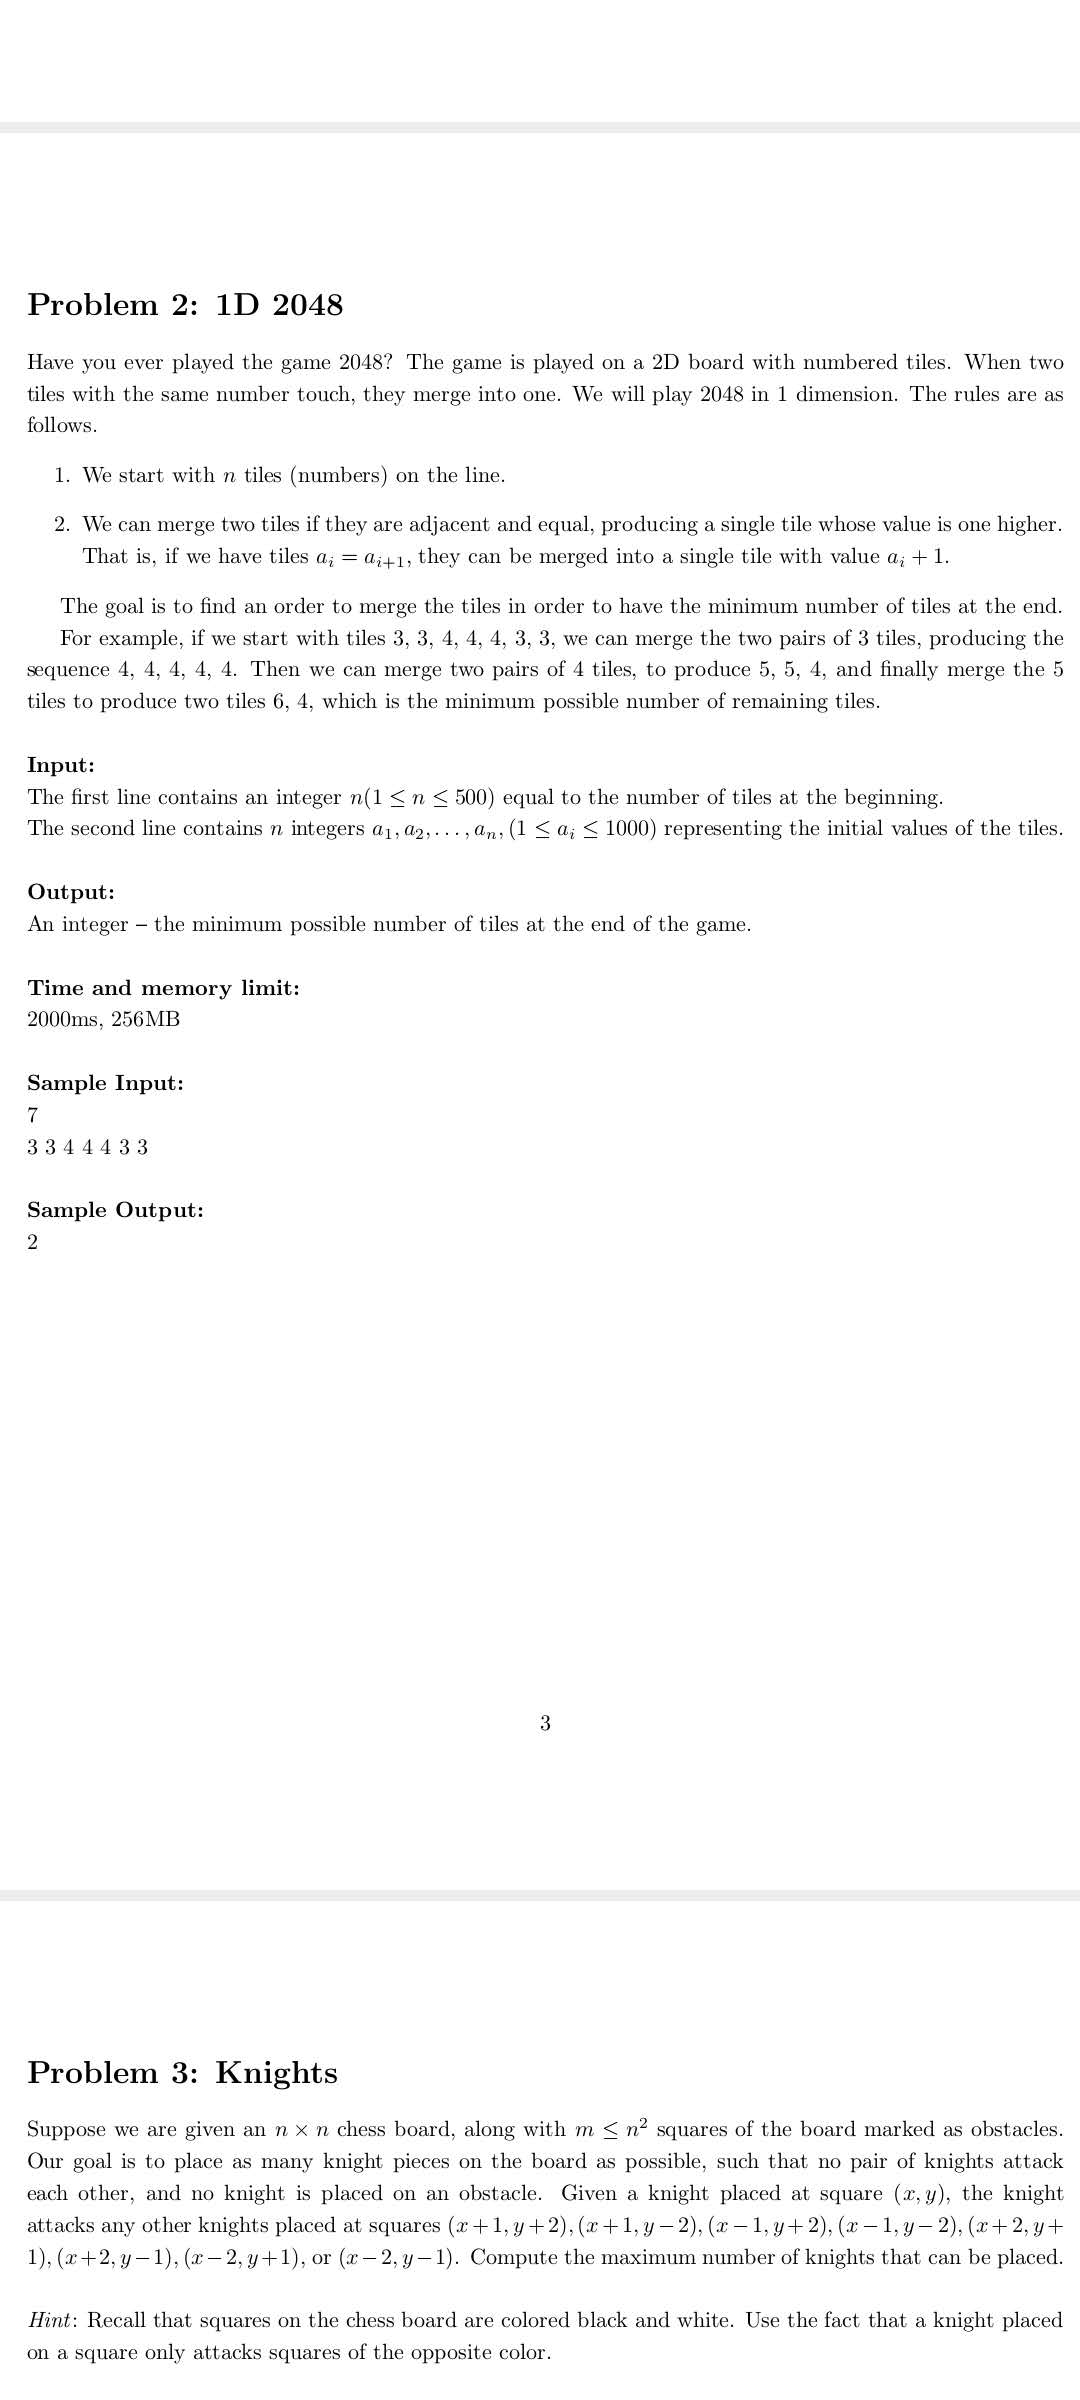 Problem 2: 1D 2048
Have you ever played the game 2048? The game is played on a 2D board with numbered tiles. When two
tiles with the same number touch, they merge into one. We will play 2048 in 1 dimension. The rules are as
follows.
1. We start with n tiles (numbers) on the line.
2. We can merge two tiles if they are adjacent and equal, producing a single tile whose value is one higher.
That is, if we have tiles aᵢ = aᵢ₊₁, they can be merged into a single tile with value aᵢ + 1.
The goal is to find an order to merge the tiles in order to have the minimum number of tiles at the end.
For example, if we start with tiles 3, 3, 4, 4, 4, 3, 3, we can merge the two pairs of 3 tiles, producing the
sequence 4, 4, 4, 4, 4. Then we can merge two pairs of 4 tiles, to produce 5, 5, 4, and finally merge the 5
tiles to produce two tiles 6, 4, which is the minimum possible number of remaining tiles.
Input:
The first line contains an integer n(1 ≤ n ≤ 500) equal to the number of tiles at the beginning.
The second line contains n integers a₁, a₂, . . . , aₙ, (1 ≤ aᵢ ≤ 1000) representing the initial values of the tiles.
Output:
An integer – the minimum possible number of tiles at the end of the game.
Time and memory limit:
2000ms, 256MB
Sample Input:
7
3 3 4 4 4 3 3
Sample Output:
2
3
Problem 3: Knights
Suppose we are given an n × n chess board, along with m ≤ n² squares of the board marked as obstacles.
Our goal is to place as many knight pieces on the board as possible, such that no pair of knights attack
each other, and no knight is placed on an obstacle. Given a knight placed at square (x, y), the knight
attacks any other knights placed at squares (x+1, y+2), (x+1, y−2), (x−1, y+2), (x−1, y−2), (x+2, y+
1), (x+2, y−1), (x−2, y+1), or (x−2, y−1). Compute the maximum number of knights that can be placed.
Hint: Recall that squares on the chess board are colored black and white. Use the fact that a knight placed
on a square only attacks squares of the opposite color.